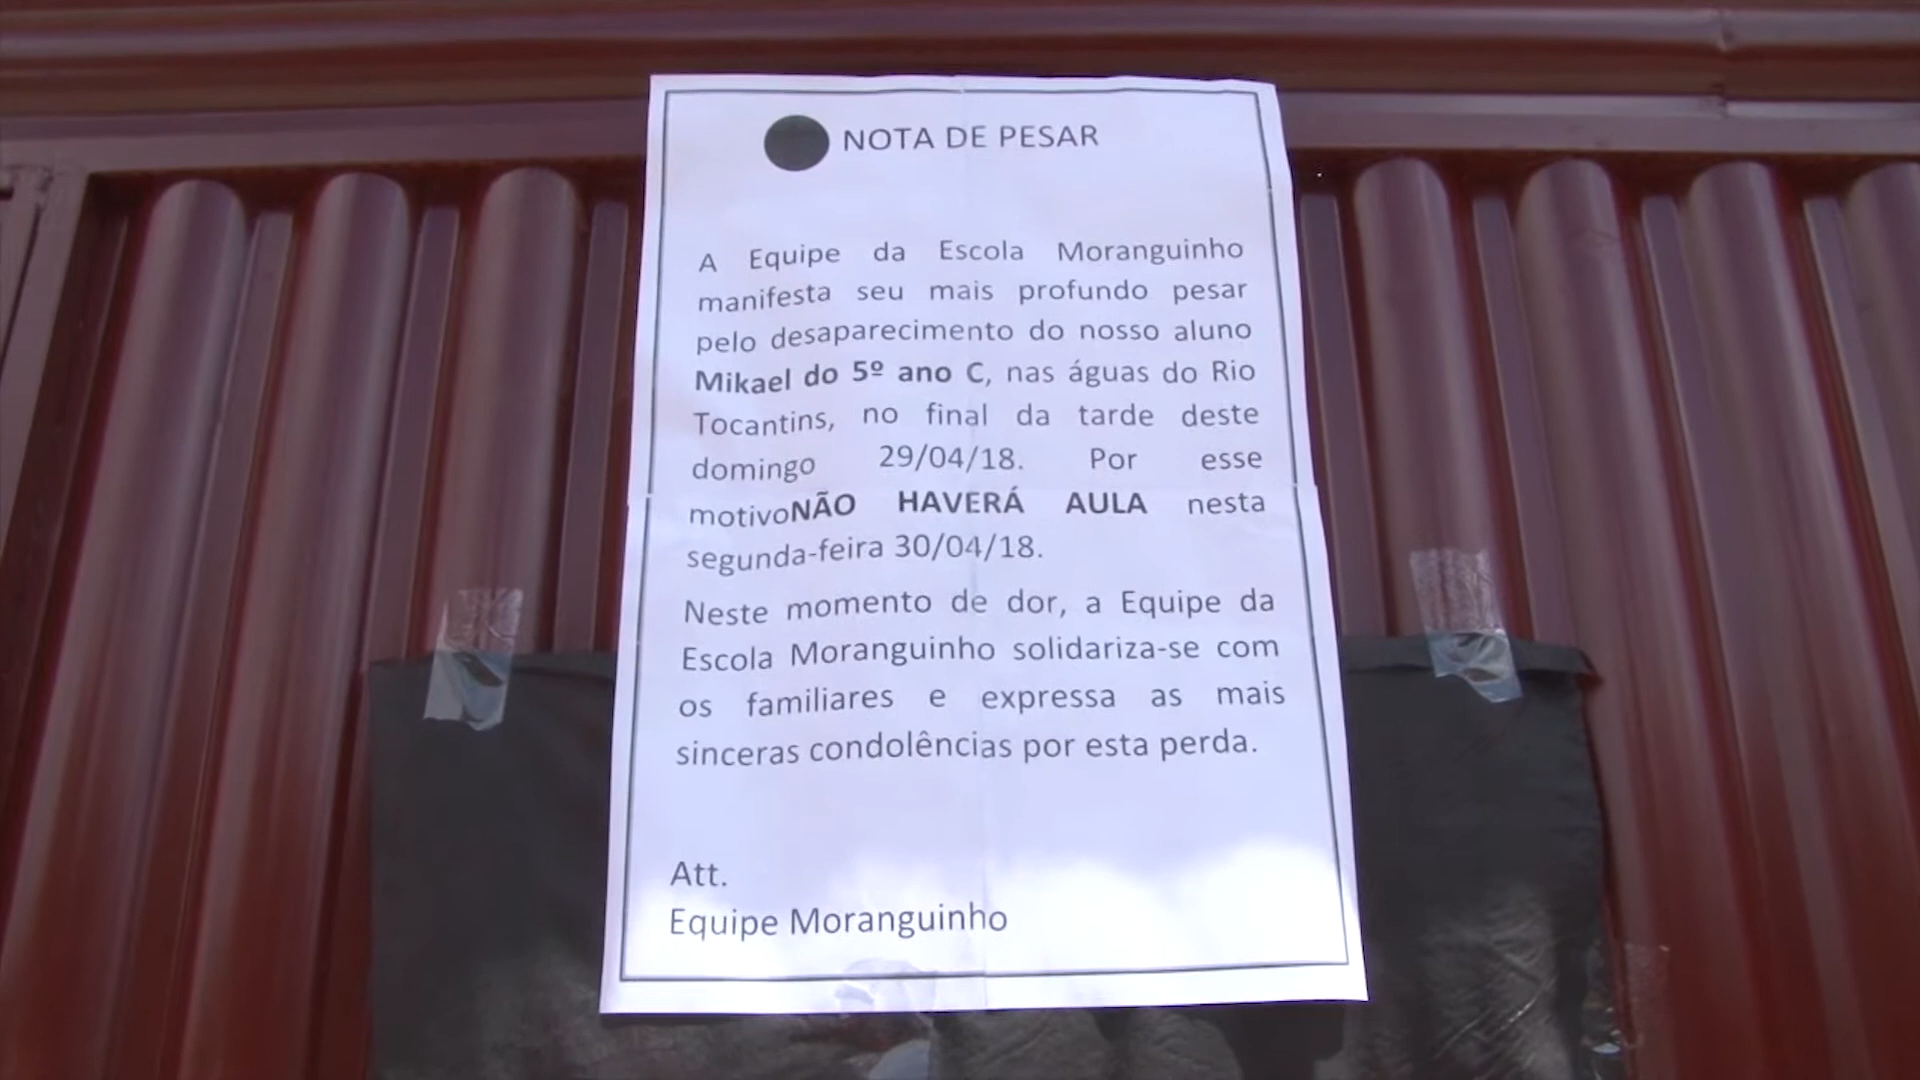 NOTA DE PESAR
A Equipe da Escola Moranguinho
manifesta seu mais profundo pesar
pelo desaparecimento do nosso aluno
Mikael do 5º ano C, nas águas do Rio
Tocantins, no final da tarde deste
domingo 29/04/18. Por esse
motivoNÃO HAVERÁ AULA nesta
segunda-feira 30/04/18.
Neste momento de dor, a Equipe da
Escola Moranguinho solidariza-se com
os familiares e expressa as mais
sinceras condolências por esta perda.
Att.
Equipe Moranguinho